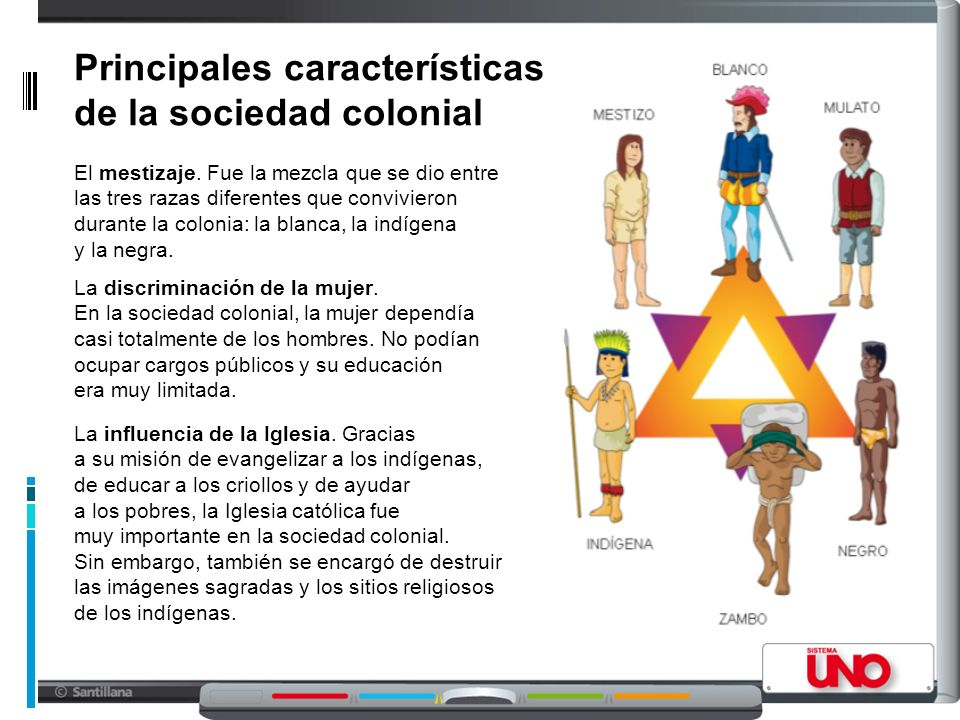 Principales características
de la sociedad colonial
El mestizaje. Fue la mezcla que se dio entre
las tres razas diferentes que convivieron
durante la colonia: la blanca, la indígena
y la negra.
La discriminación de la mujer.
En la sociedad colonial, la mujer dependía
casi totalmente de los hombres. No podían
ocupar cargos públicos y su educación
era muy limitada.
La influencia de la Iglesia. Gracias
a su misión de evangelizar a los indígenas,
de educar a los criollos y de ayudar
a los pobres, la Iglesia católica fue
muy importante en la sociedad colonial.
Sin embargo, también se encargó de destruir
las imágenes sagradas y los sitios religiosos
de los indígenas.
BLANCO
MESTIZO
MULATO
INDÍGENA
NEGRO
ZAMBO
SISTEMA
UNO
© Santillana